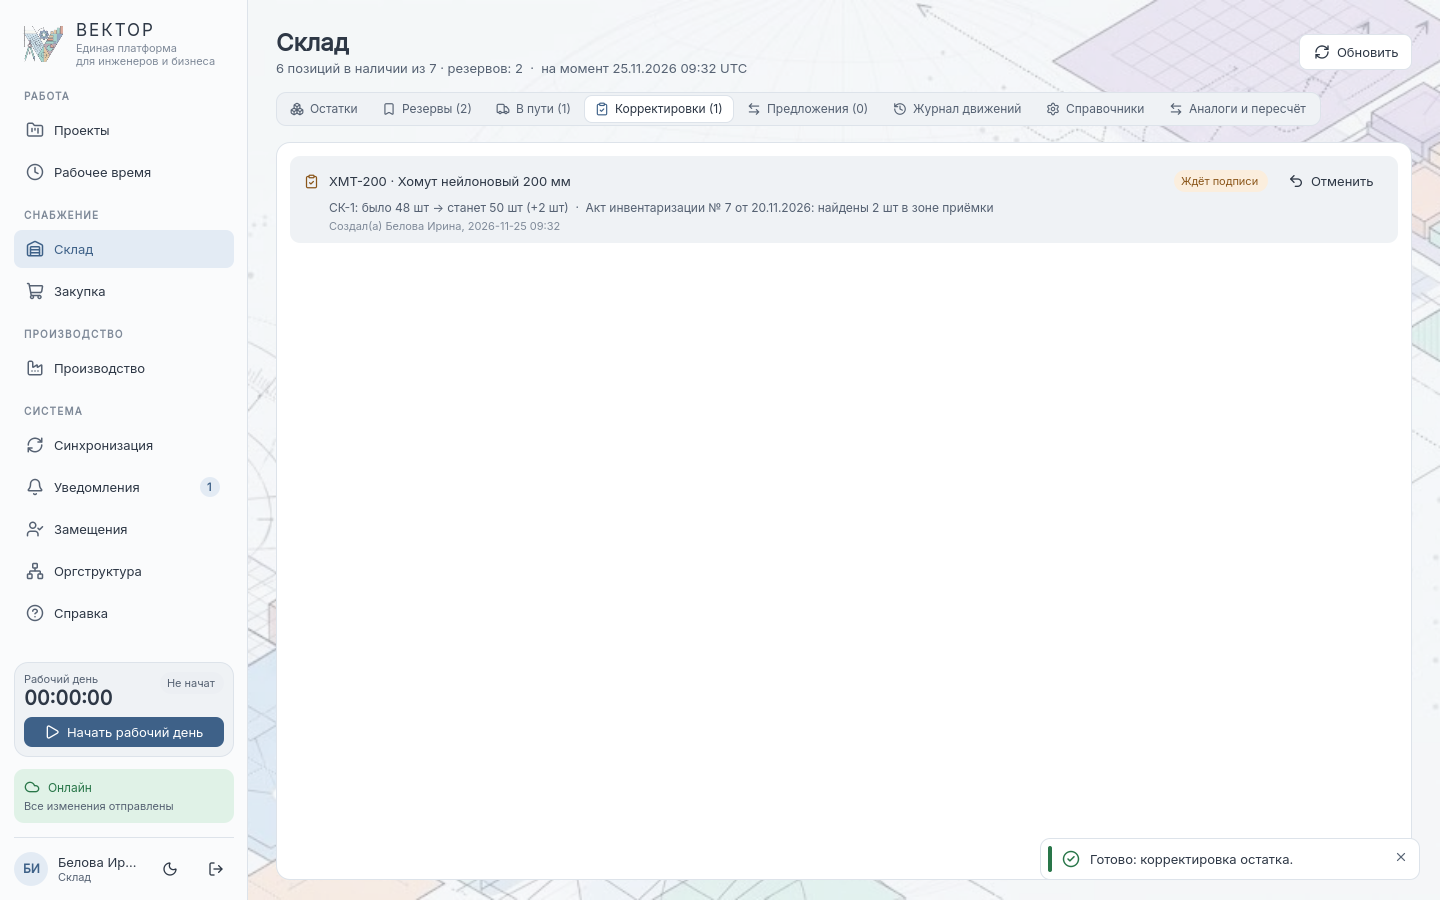 ВЕКТОР
Единая платформа
для инженеров и бизнеса
РАБОТА
Проекты
Рабочее время
СНАБЖЕНИЕ
Склад
Закупка
ПРОИЗВОДСТВО
Производство
СИСТЕМА
Синхронизация
Уведомления 1
Замещения
Оргструктура
Справка
Рабочий день
Не начат
00:00:00
Начать рабочий день
Онлайн
Все изменения отправлены
БИ
Белова Ир...
Склад
Склад
6 позиций в наличии из 7 · резервов: 2 · на момент 25.11.2026 09:32 UTC
Обновить
Остатки Резервы (2) В пути (1) Корректировки (1) Предложения (0) Журнал движений Справочники Аналоги и пересчёт
ХМТ-200 · Хомут нейлоновый 200 мм
Ждёт подписи
Отменить
СК-1: было 48 шт → станет 50 шт (+2 шт) · Акт инвентаризации № 7 от 20.11.2026: найдены 2 шт в зоне приёмки
Создал(а) Белова Ирина, 2026-11-25 09:32
Готово: корректировка остатка.